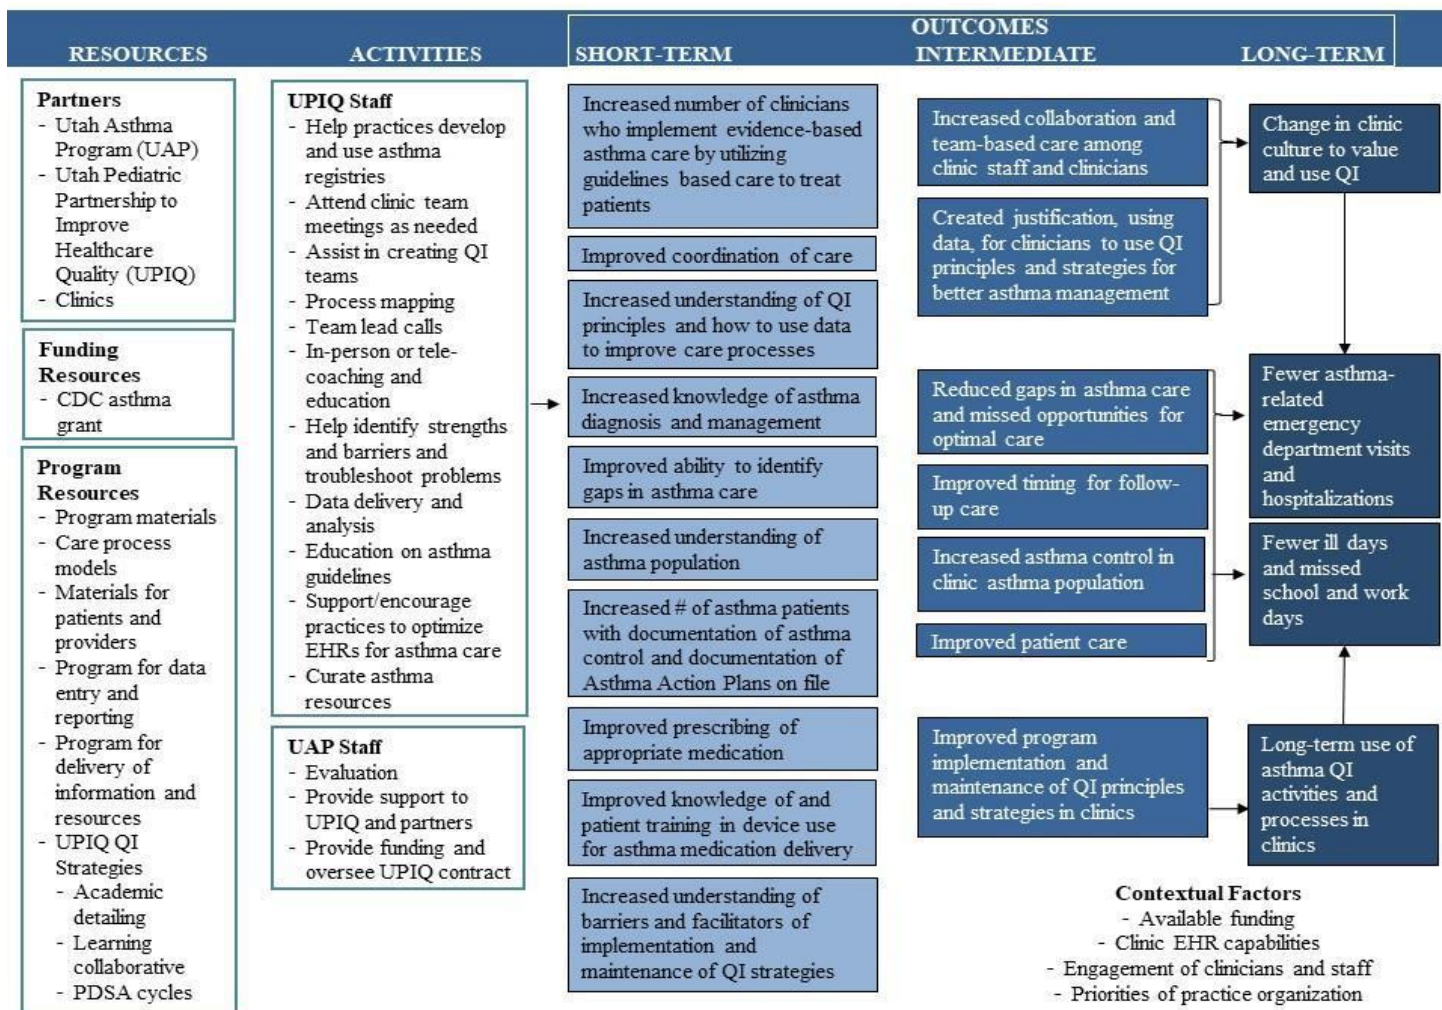 OUTCOMES
RESOURCES
ACTIVITIES
SHORT-TERM
INTERMEDIATE
LONG-TERM
Partners
- Utah Asthma
Program (UAP)
- Utah Pediatric
Partnership to
Improve
Healthcare
Quality (UPIQ)
- Clinics
Funding
Resources
- CDC asthma
grant
Program
Resources
- Program materials
- Care process
models
- Materials for
patients and
providers
- Program for data
entry and
reporting
- Program for
delivery of
information and
resources
- UPIQ QI
Strategies
- Academic
detailing
- Learning
collaborative
- PDSA cycles
UPIQ Staff
- Help practices develop
and use asthma
registries
- Attend clinic team
meetings as needed
- Assist in creating QI
teams
- Process mapping
- Team lead calls
- In-person or tele-
coaching and
education
- Help identify strengths
and barriers and
troubleshoot problems
- Data delivery and
analysis
- Education on asthma
guidelines
- Support/encourage
practices to optimize
EHRs for asthma care
- Curate asthma
resources
UAP Staff
- Evaluation
- Provide support to
UPIQ and partners
- Provide funding and
oversee UPIQ contract
Increased number of clinicians
who implement evidence-based
asthma care by utilizing
guidelines based care to treat
patients
Improved coordination of care
Increased understanding of QI
principles and how to use data
to improve care processes
Increased knowledge of asthma
diagnosis and management
Improved ability to identify
gaps in asthma care
Increased understanding of
asthma population
Increased # of asthma patients
with documentation of asthma
control and documentation of
Asthma Action Plans on file
Improved prescribing of
appropriate medication
Improved knowledge of and
patient training in device use
for asthma medication delivery
Increased understanding of
barriers and facilitators of
implementation and
maintenance of QI strategies
Increased collaboration and
team-based care among
clinic staff and clinicians
Created justification, using
data, for clinicians to use QI
principles and strategies for
better asthma management
Reduced gaps in asthma care
and missed opportunities for
optimal care
Improved timing for follow-
up care
Increased asthma control in
clinic asthma population
Improved patient care
Improved program
implementation and
maintenance of QI principles
and strategies in clinics
Change in clinic
culture to value
and use QI
Fewer asthma-
related
emergency
department visits
and
hospitalizations
Fewer ill days
and missed
school and work
days
Long-term use of
asthma QI
activities and
processes in
clinics
Contextual Factors
- Available funding
- Clinic EHR capabilities
- Engagement of clinicians and staff
- Priorities of practice organization